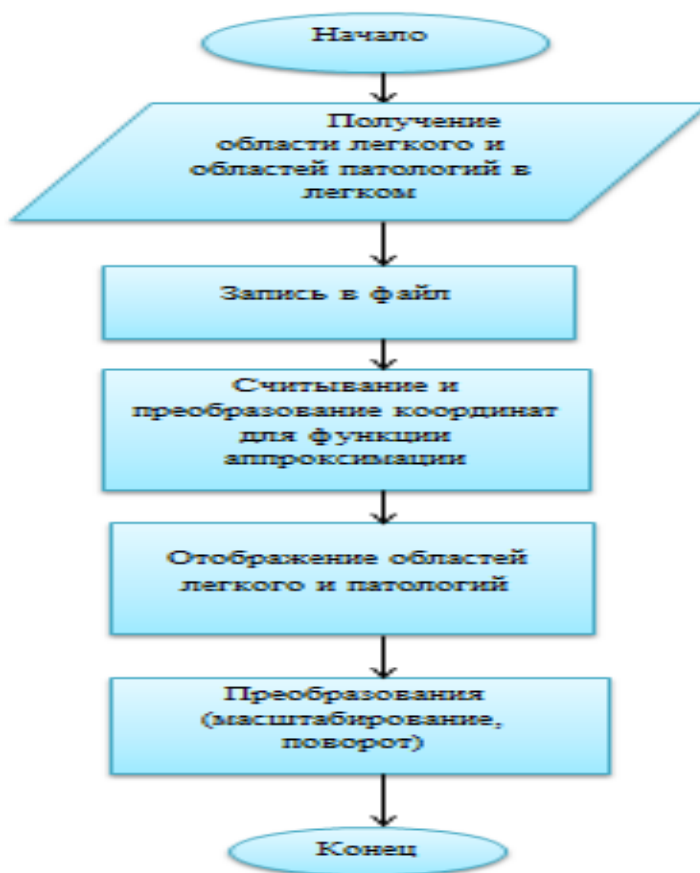 Начало
Получение
области легкого и
областей патологий в
легком
Запись в файл
Считывание и
преобразование координат
для функции
аппроксимации
Отображение областей
легкого и патологий
Преобразования
(масштабирование,
поворот)
Конец